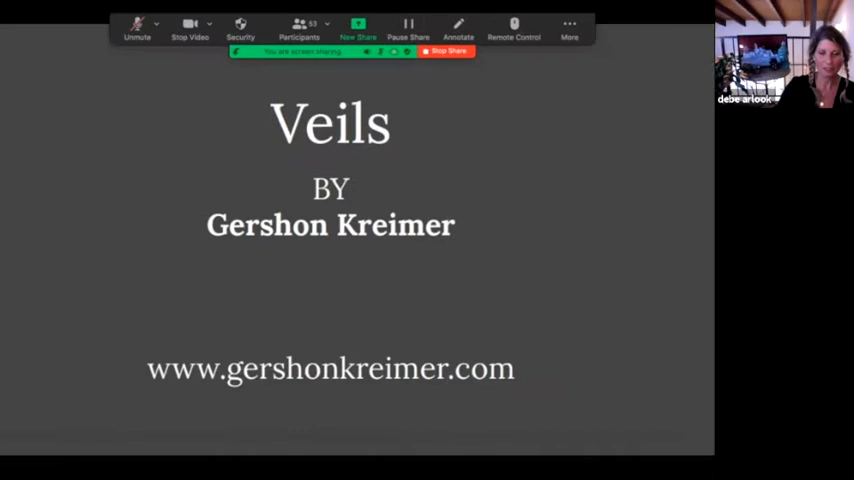 Unmute
Stop Video
Security
53
Participants
New Share
Pause Share
Annotate
Remote Control
More
You are screen sharing
Stop Share
debe arlook
Veils
BY
Gershon Kreimer
www.gershonkreimer.com